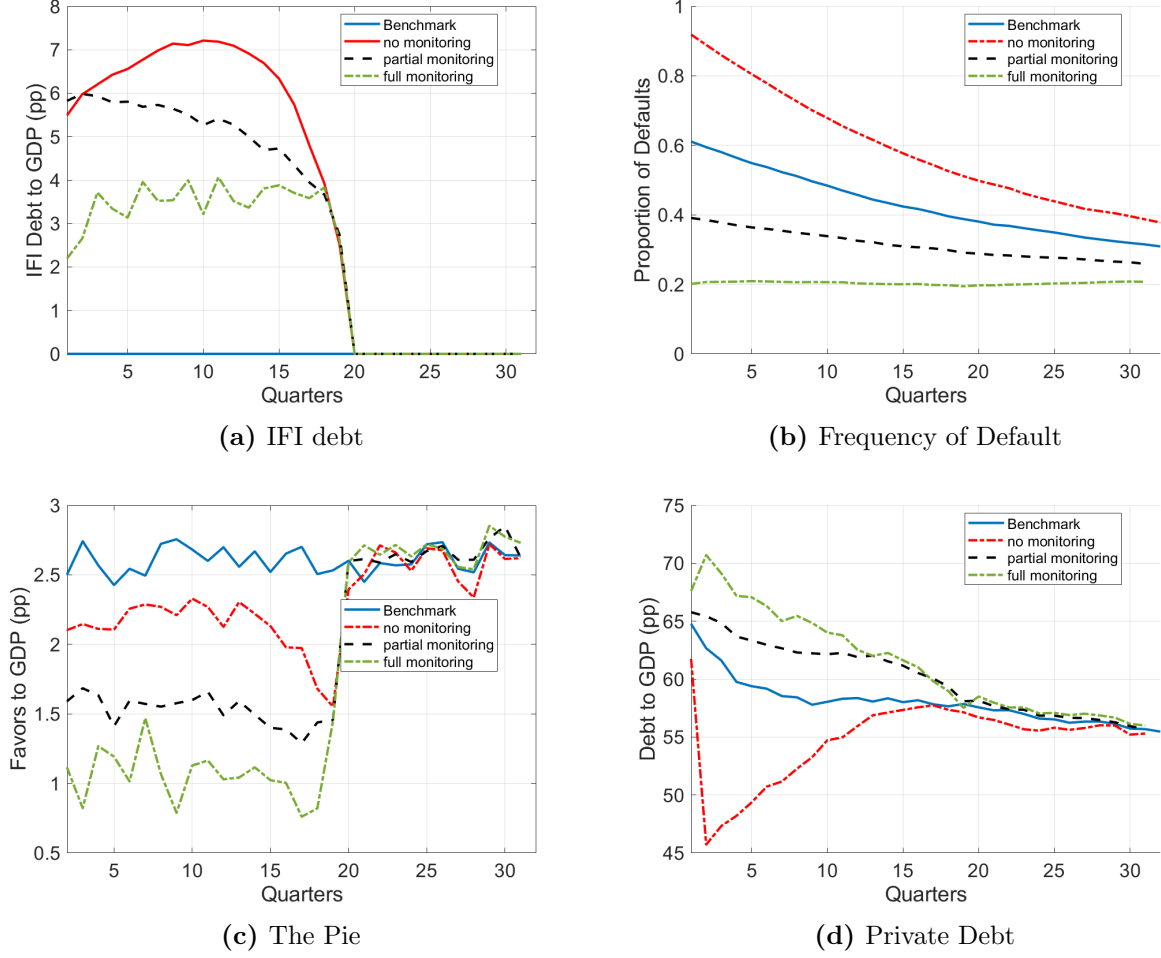 8
7
6
5
4
3
2
1
0
IFI Debt to GDP (pp)
Benchmark
no monitoring
partial monitoring
full monitoring
5 10 15 20 25 30
Quarters
(a) IFI debt
1
0.8
0.6
0.4
0.2
0
Proportion of Defaults
Benchmark
no monitoring
partial monitoring
full monitoring
5 10 15 20 25 30
Quarters
(b) Frequency of Default
3
2.5
2
1.5
1
0.5
Favors to GDP (pp)
Benchmark
no monitoring
partial monitoring
full monitoring
5 10 15 20 25 30
Quarters
(c) The Pie
75
70
65
60
55
50
45
Debt to GDP (pp)
Benchmark
no monitoring
partial monitoring
full monitoring
5 10 15 20 25 30
Quarters
(d) Private Debt